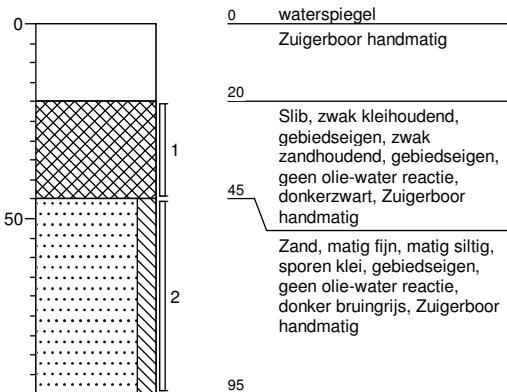 0
0 waterspiegel
Zuigerboor handmatig
20
Slib, zwak kleihoudend,
gebiedseigen, zwak
zandhoudend, gebiedseigen,
geen olie-water reactie,
donkerzwart, Zuigerboor
handmatig
1
45
50
Zand, matig fijn, matig siltig,
sporen klei, gebiedseigen,
geen olie-water reactie,
donker bruingrijs, Zuigerboor
handmatig
2
95